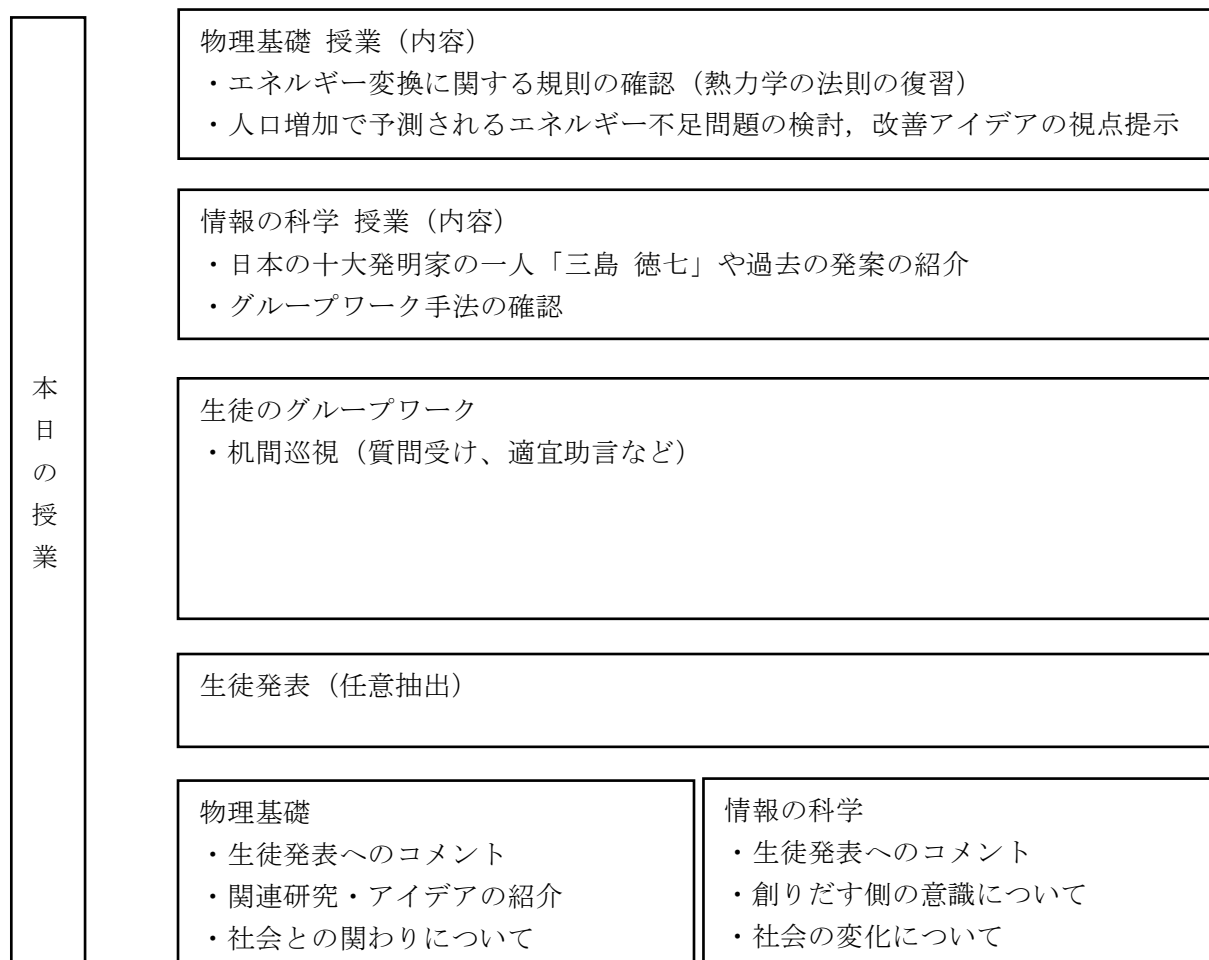 本日の授業
物理基礎 授業（内容）
・エネルギー変換に関する規則の確認（熱力学の法則の復習）
・人口増加で予測されるエネルギー不足問題の検討，改善アイデアの視点提示
情報の科学 授業（内容）
・日本の十大発明家の一人「三島 徳七」や過去の発案の紹介
・グループワーク手法の確認
生徒のグループワーク
・机間巡視（質問受け、適宜助言など）
生徒発表（任意抽出）
物理基礎
・生徒発表へのコメント
・関連研究・アイデアの紹介
・社会との関わりについて
情報の科学
・生徒発表へのコメント
・創りだす側の意識について
・社会の変化について